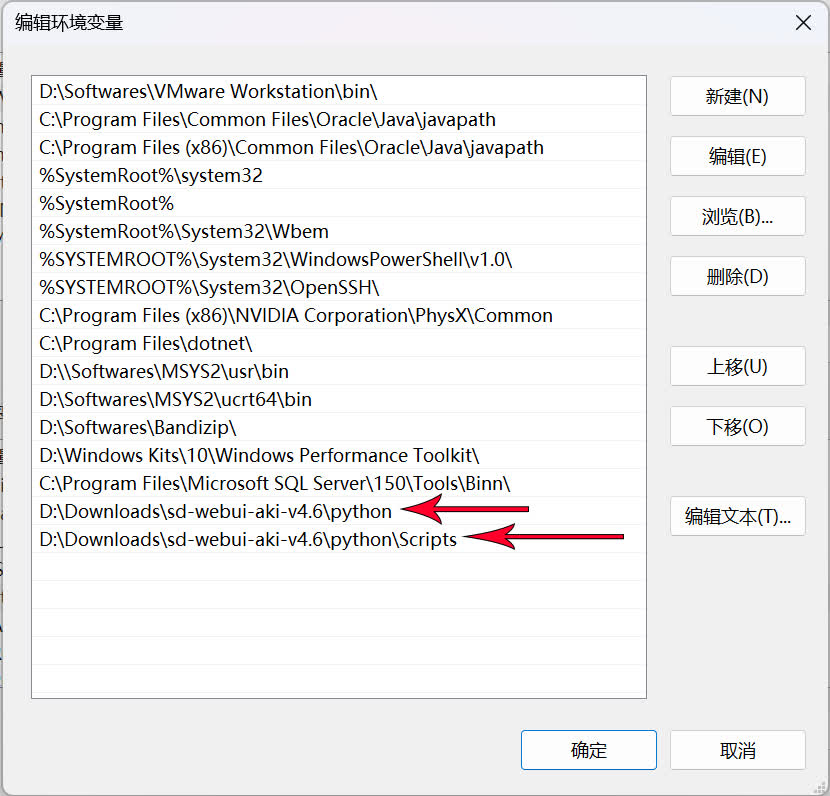 编辑环境变量
D:\Softwares\VMware Workstation\bin\
C:\Program Files\Common Files\Oracle\Java\javapath
C:\Program Files (x86)\Common Files\Oracle\Java\javapath
%SystemRoot%\system32
%SystemRoot%
%SystemRoot%\System32\Wbem
%SYSTEMROOT%\System32\WindowsPowerShell\v1.0\
%SYSTEMROOT%\System32\OpenSSH\
C:\Program Files (x86)\NVIDIA Corporation\PhysX\Common
C:\Program Files\dotnet\
D:\\Softwares\MSYS2\usr\bin
D:\Softwares\MSYS2\ucrt64\bin
D:\Softwares\Bandizip\
D:\Windows Kits\10\Windows Performance Toolkit\
C:\Program Files\Microsoft SQL Server\150\Tools\Binn\
D:\Downloads\sd-webui-aki-v4.6\python
D:\Downloads\sd-webui-aki-v4.6\python\Scripts
新建(N)
编辑(E)
浏览(B)...
删除(D)
上移(U)
下移(O)
编辑文本(T)...
确定
取消